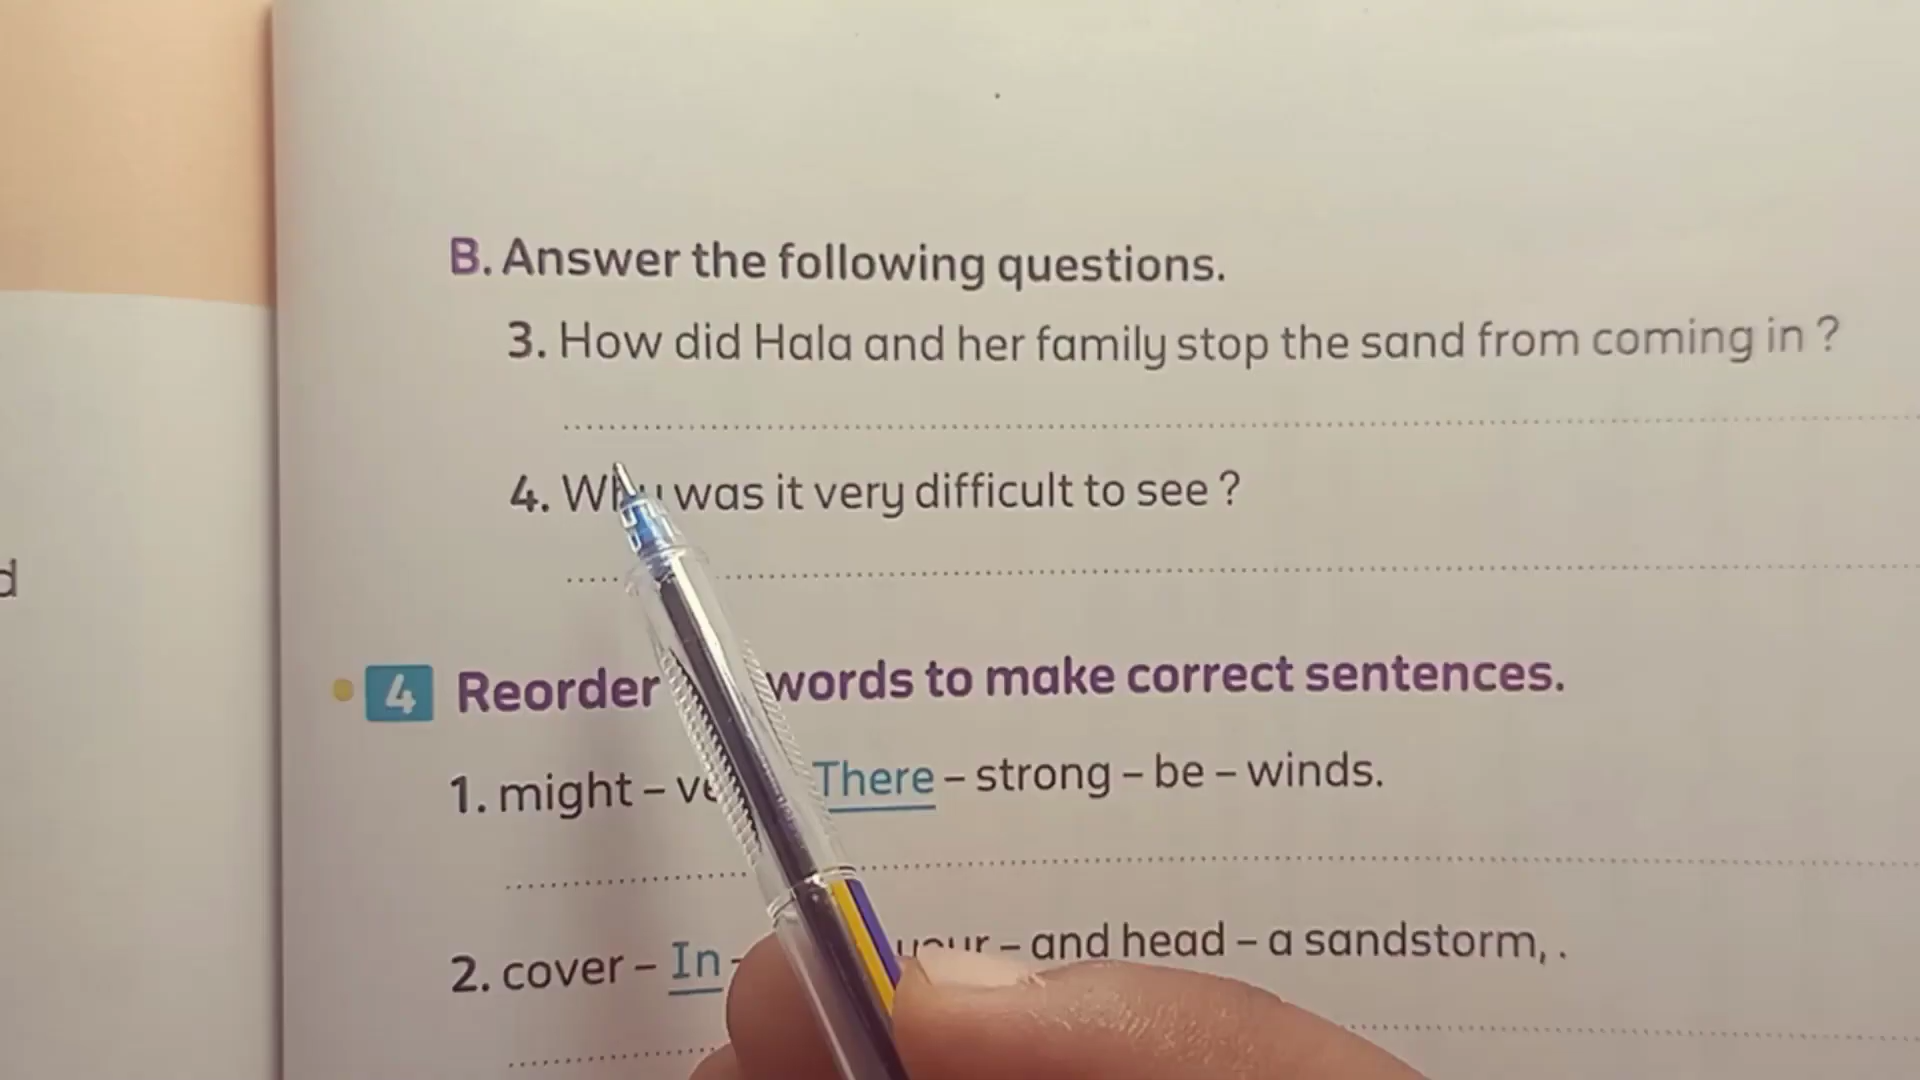 B. Answer the following questions.
3. How did Hala and her family stop the sand from coming in ?
4. Why was it very difficult to see ?
d
4 Reorder words to make correct sentences.
1. might – There – strong – be – winds.
2. cover – In – your – and head – a sandstorm, .